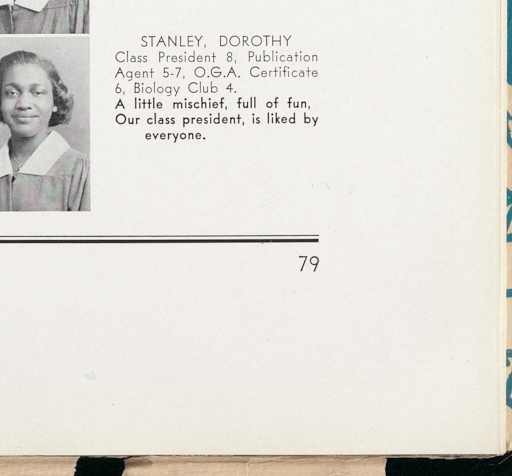 STANLEY, DOROTHY
Class President 8, Publication
Agent 5-7, O.G.A. Certificate
6, Biology Club 4.
A little mischief, full of fun,
Our class president, is liked by
everyone.
79